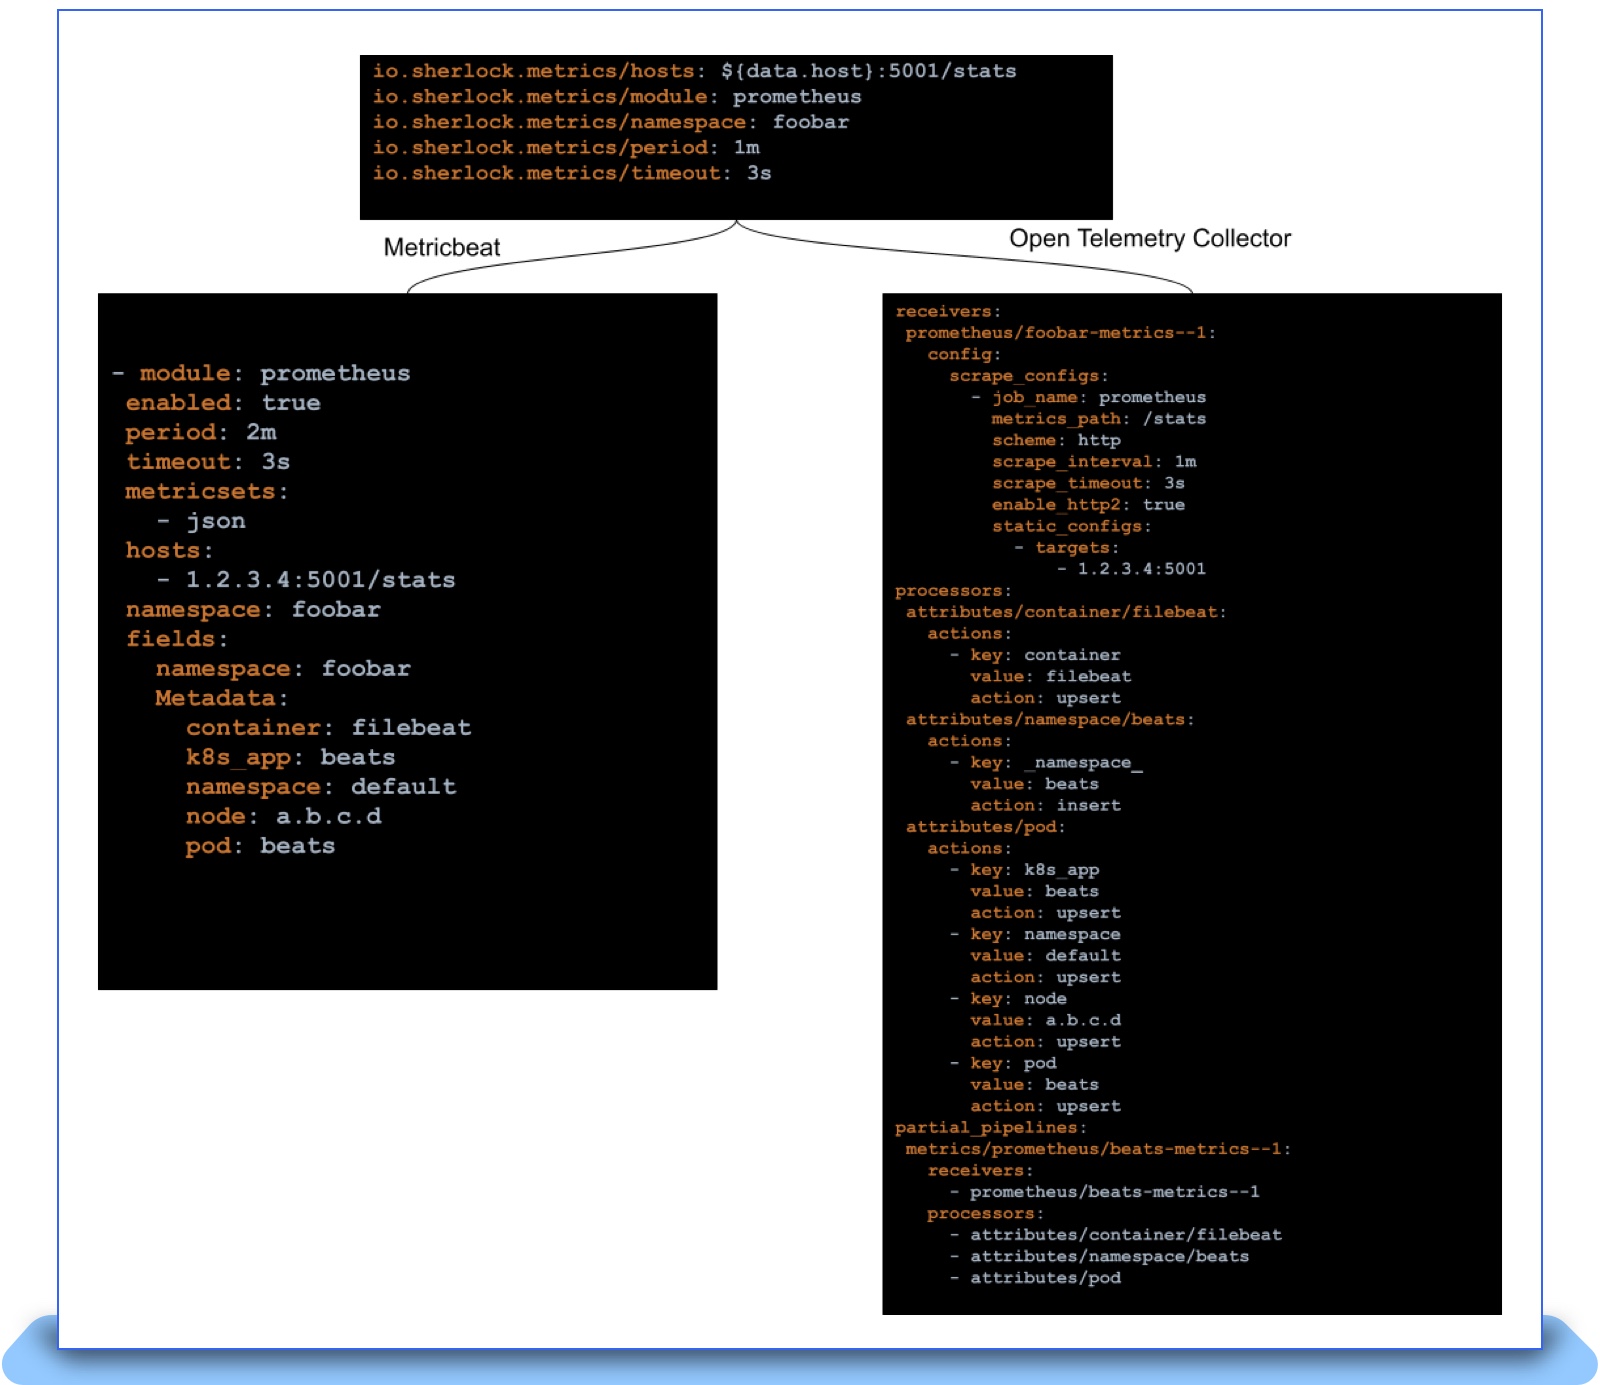 io.sherlock.metrics/hosts: ${data.host}:5001/stats
io.sherlock.metrics/module: prometheus
io.sherlock.metrics/namespace: foobar
io.sherlock.metrics/period: 1m
io.sherlock.metrics/timeout: 3s
Metricbeat
Open Telemetry Collector
- module: prometheus
enabled: true
period: 2m
timeout: 3s
metricsets:
- json
hosts:
- 1.2.3.4:5001/stats
namespace: foobar
fields:
namespace: foobar
Metadata:
container: filebeat
k8s_app: beats
namespace: default
node: a.b.c.d
pod: beats
receivers:
prometheus/foobar-metrics--1:
config:
scrape_configs:
- job_name: prometheus
metrics_path: /stats
scheme: http
scrape_interval: 1m
scrape_timeout: 3s
enable_http2: true
static_configs:
- targets:
- 1.2.3.4:5001
processors:
attributes/container/filebeat:
actions:
- key: container
value: filebeat
action: upsert
attributes/namespace/beats:
actions:
- key: _namespace_
value: beats
action: insert
attributes/pod:
actions:
- key: k8s_app
value: beats
action: upsert
- key: namespace
value: default
action: upsert
- key: node
value: a.b.c.d
action: upsert
- key: pod
value: beats
action: upsert
partial_pipelines:
metrics/prometheus/beats-metrics--1:
receivers:
- prometheus/beats-metrics--1
processors:
- attributes/container/filebeat
- attributes/namespace/beats
- attributes/pod